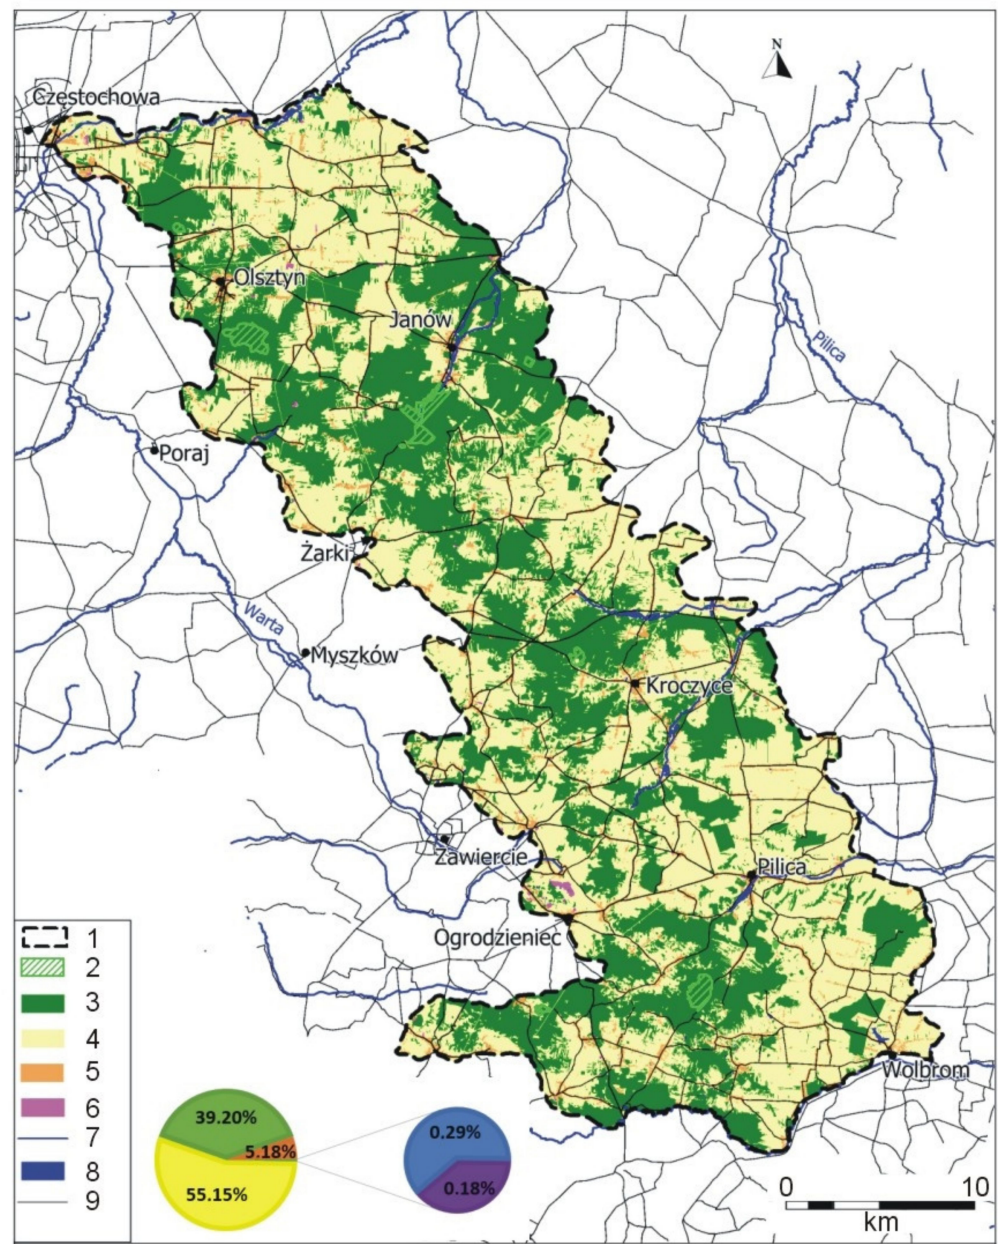 N
Częstochowa
Olsztyn
Janów
Pilica
Poraj
Żarki
Warta
Myszków
Kroczyce
Zawiercie
Pilica
Ogrodzieniec
Wolbrom
1
2
3
4
5
6
7
8
9
39.20%
5.18%
55.15%
0.29%
0.18%
0 10
km